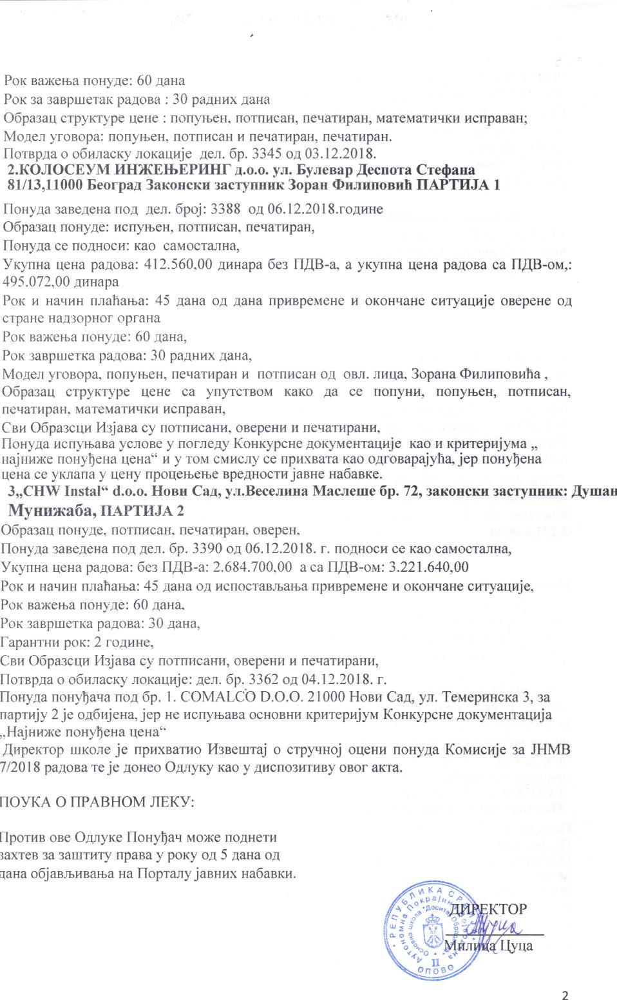 Рок важења понуде: 60 дана
Рок за завршетак радова : 30 радних дана
Образац структуре цене : попуњен, потписан, печатиран, математички исправан;
Модел уговора: попуњен, потписан и печатиран, печатиран.
Потврда о обиласку локације дел. бр. 3345 од 03.12.2018.
2.КОЛОСЕУМ ИНЖЕЊЕРИНГ д.о.о. ул. Булевар Деспота Стефана
81/13,11000 Београд Законски заступник Зоран Филиповић ПАРТИЈА 1
Понуда заведена под дел. број: 3388 од 06.12.2018.године
Образац понуде: испуњен, потписан, печатиран,
Понуда се подноси: као самостална,
Укупна цена радова: 412.560,00 динара без ПДВ-а, а укупна цена радова са ПДВ-ом,:
495.072,00 динара
Рок и начин плаћања: 45 дана од дана привремене и окончане ситуације оверене од
стране надзорног органа
Рок важења понуде: 60 дана,
Рок завршетка радова: 30 радних дана,
Модел уговора, попуњен, печатиран и потписан од овл. лица, Зорана Филиповића ,
Образац структуре цене са упутством како да се попуни, попуњен, потписан,
печатиран, математички исправан,
Сви Образсци Изјава су потписани, оверени и печатирани,
Понуда испуњава услове у погледу Конкурсне документације као и критеријума „
најниже понуђена цена“ и у том смислу се прихвата као одговарајућа, јер понуђена
цена се уклапа у цену процењење вредности јавне набавке.
3„CHW Instal“ d.o.o. Нови Сад, ул.Веселина Маслеше бр. 72, законски заступник: Душан
Мунижаба, ПАРТИЈА 2
Образац понуде, потписан, печатиран, оверен,
Понуда заведена под дел. бр. 3390 од 06.12.2018. г. подноси се као самостална,
Укупна цена радова: без ПДВ-а: 2.684.700,00 а са ПДВ-ом: 3.221.640,00
Рок и начин плаћања: 45 дана од испостављања привремене и окончане ситуације,
Рок важења понуде: 60 дана,
Рок завршетка радова: 30 дана,
Гарантни рок: 2 године,
Сви Образсци Изјава су потписани, оверени и печатирани,
Потврда о обиласку локације: дел. бр. 3362 од 04.12.2018. г.
Понуда понуђача под бр. 1. COMALCO D.O.O. 21000 Нови Сад, ул. Темеринска 3, за
партију 2 је одбијена, јер не испуњава основни критеријум Конкурсне документација
„Најниже понуђена цена“
Директор школе је прихватио Извештај о стручној оцени понуда Комисије за ЈНМВ
7/2018 радова те је донео Одлуку као у диспозитиву овог акта.
ПОУКА О ПРАВНОМ ЛЕКУ:
Против ове Одлуке Понуђач може поднети
захтев за заштиту права у року од 5 дана од
дана објављивања на Порталу јавних набавки.
ДИРЕКТОР
Милица Цуца
РЕПУБЛИКА СРБИЈА
Аутономна Покрајина Војводина
Основна школа "Доситеј Обрадовић"
II
ОПОВО
2